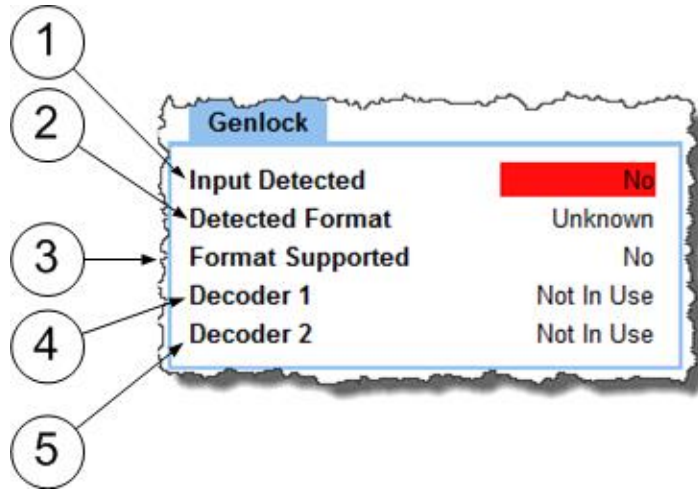 1
2
3
4
5
Genlock
Input Detected No
Detected Format Unknown
Format Supported No
Decoder 1 Not In Use
Decoder 2 Not In Use